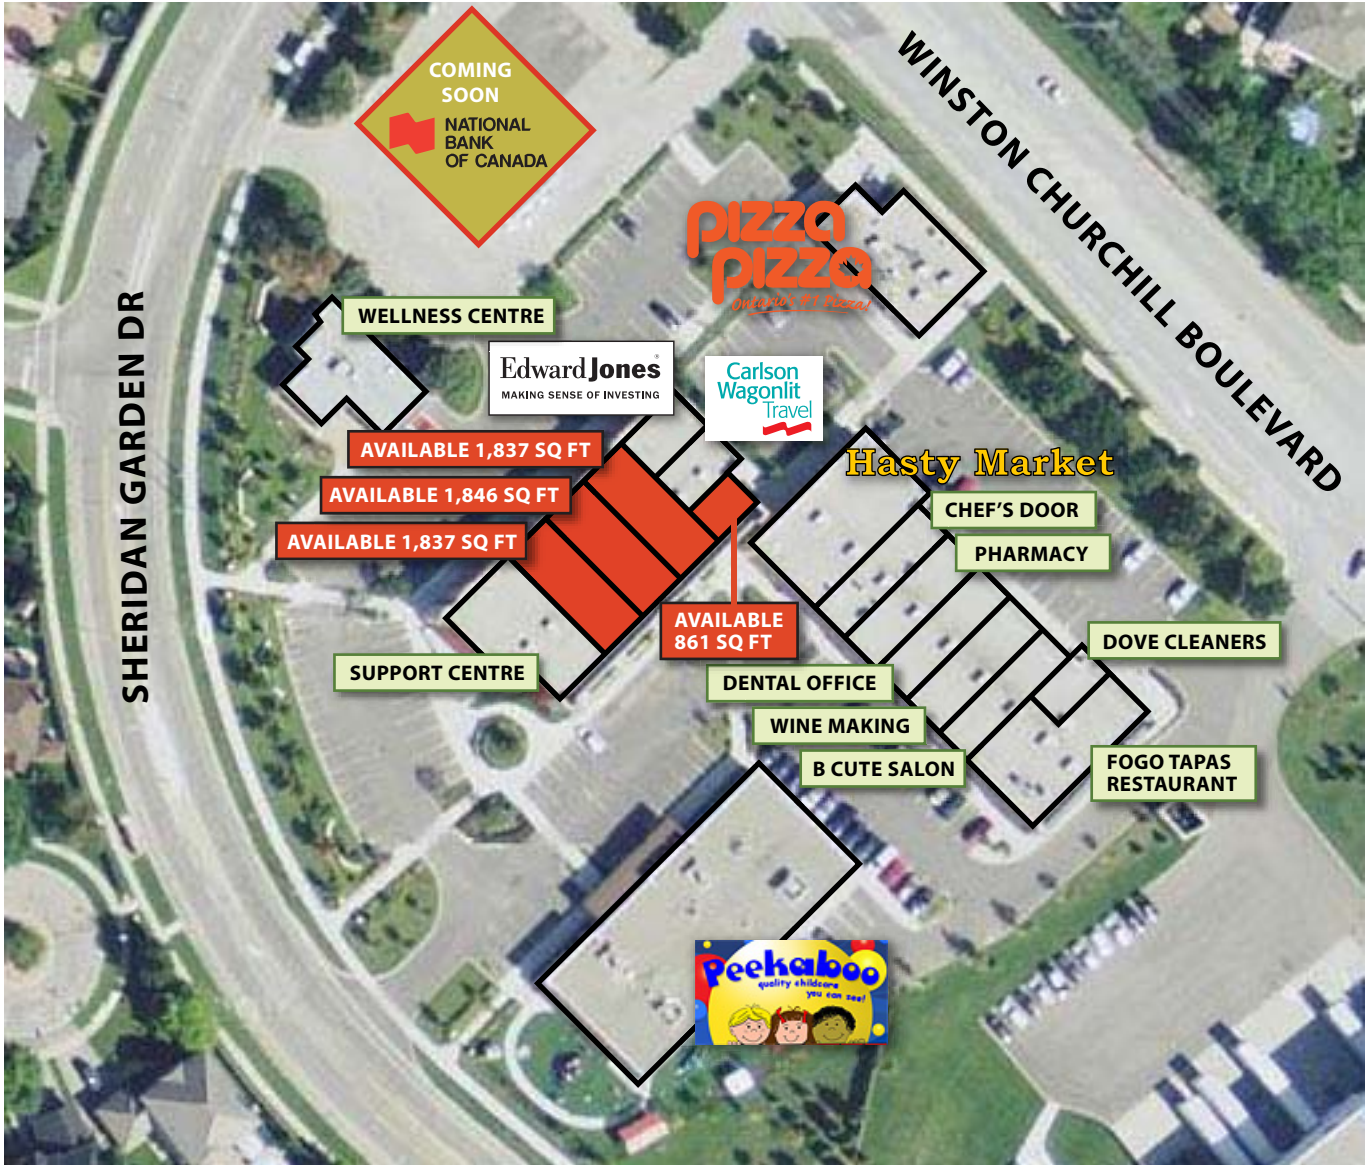 COMING
SOON
NATIONAL
BANK
OF CANADA
WINSTON CHURCHILL BOULEVARD
pizza
pizza
Ontario's #1 Pizza!
SHERIDAN GARDEN DR
WELLNESS CENTRE
Edward Jones®
MAKING SENSE OF INVESTING
Carlson
Wagonlit
Travel
AVAILABLE 1,837 SQ FT
Hasty Market
AVAILABLE 1,846 SQ FT
CHEF'S DOOR
AVAILABLE 1,837 SQ FT
PHARMACY
AVAILABLE
861 SQ FT
DOVE CLEANERS
SUPPORT CENTRE
DENTAL OFFICE
WINE MAKING
B CUTE SALON
FOGO TAPAS
RESTAURANT
Peekaboo
quality childcare
you can see!